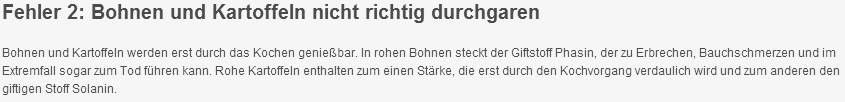 Fehler 2: Bohnen und Kartoffeln nicht richtig durchgaren
Bohnen und Kartoffeln werden erst durch das Kochen genießbar. In rohen Bohnen steckt der Giftstoff Phasin, der zu Erbrechen, Bauchschmerzen und im
Extremfall sogar zum Tod führen kann. Rohe Kartoffeln enthalten zum einen Stärke, die erst durch den Kochvorgang verdaulich wird und zum anderen den
giftigen Stoff Solanin.